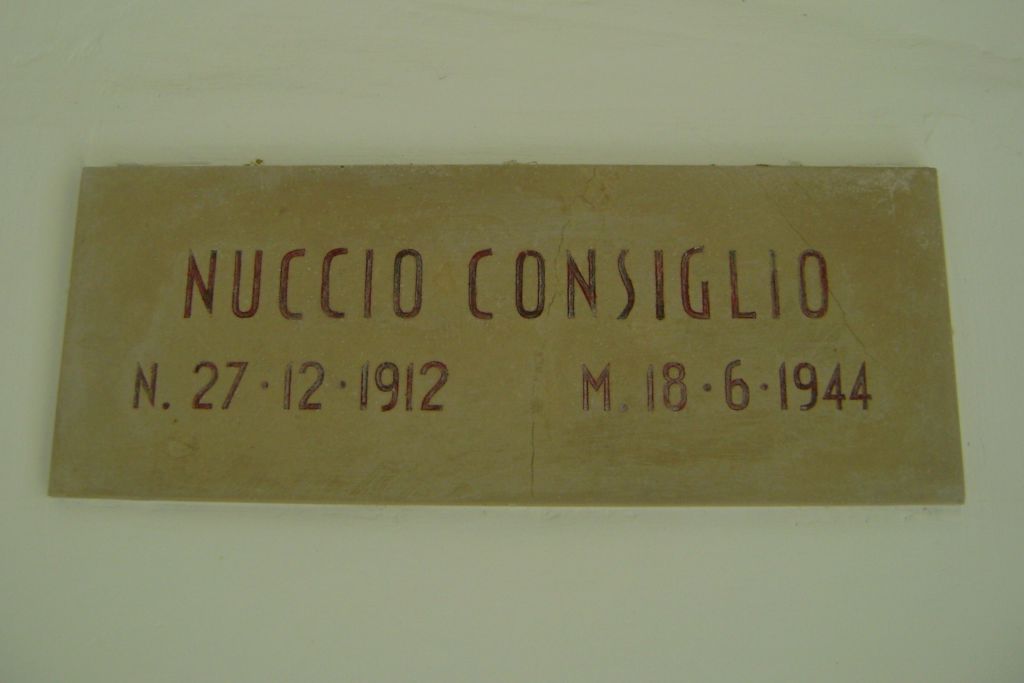 NUCCIO CONSIGLIO
N. 27·12·1912 M. 18·6·1944